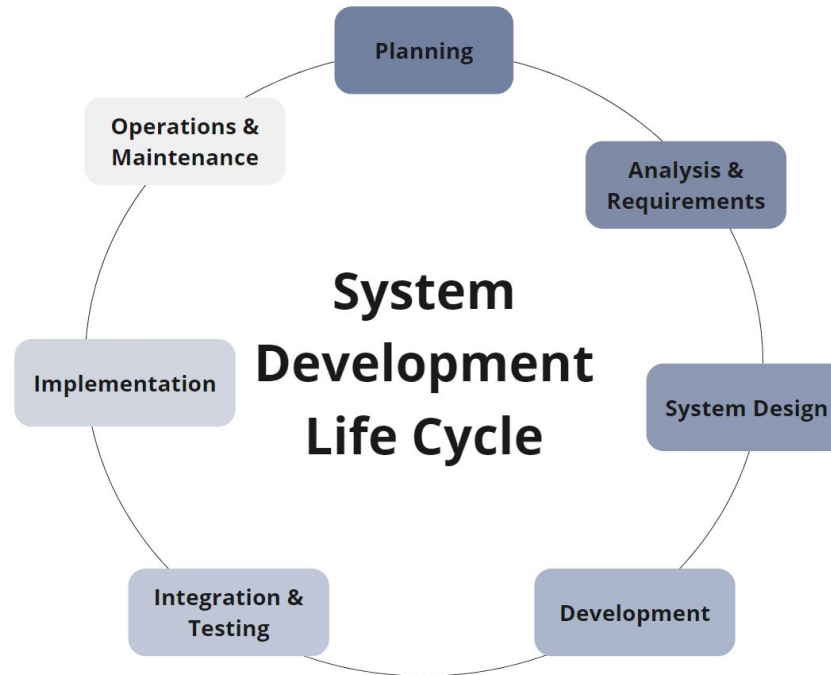 Planning
Operations &
Maintenance
Analysis &
Requirements
System
Development
Life Cycle
Implementation
System Design
Integration &
Testing
Development